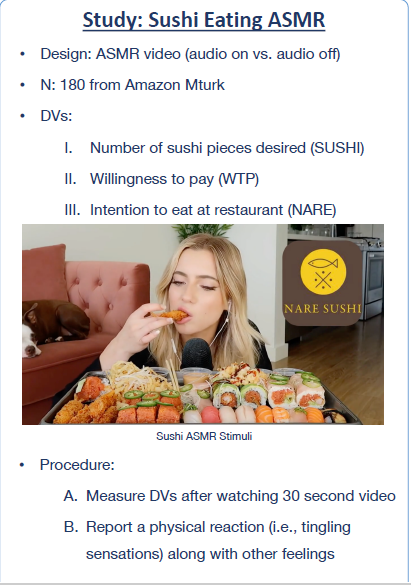 Study: Sushi Eating ASMR
• Design: ASMR video (audio on vs. audio off)
• N: 180 from Amazon Mturk
• DVs:
I. Number of sushi pieces desired (SUSHI)
II. Willingness to pay (WTP)
III. Intention to eat at restaurant (NARE)
NARE SUSHI
Sushi ASMR Stimuli
• Procedure:
A. Measure DVs after watching 30 second video
B. Report a physical reaction (i.e., tingling
sensations) along with other feelings